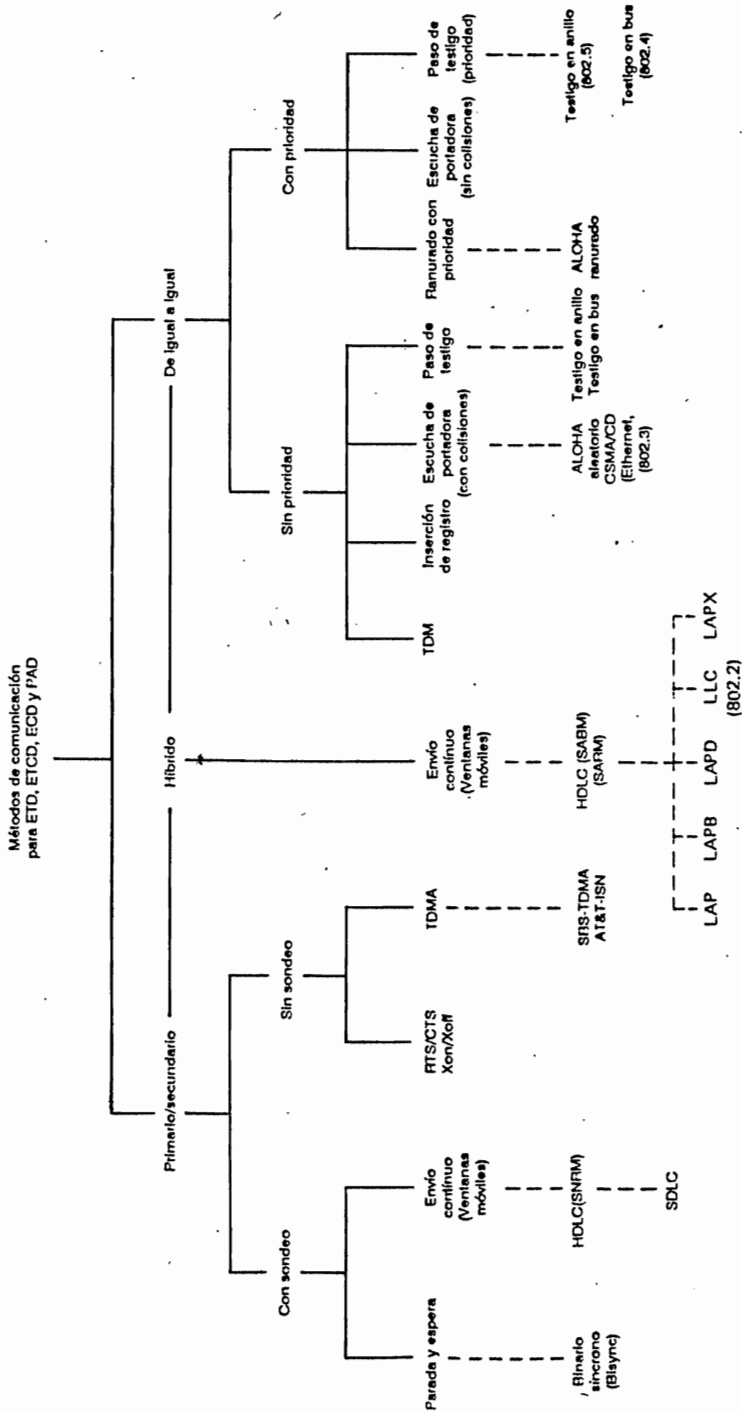 Métodos de comunicación
para ETD, ETCD, ECD y PAD
Primario/secundario
Híbrido
De igual a igual
Con sondeo
Sin sondeo
Sin prioridad
Con prioridad
Parada y espera
Envío
contínuo
(Ventanas
móviles)
RTS/CTS
Xon/Xoff
TDMA
Envío
contínuo
(Ventanas
móviles)
TDM
Inserción
de registro
Escucha de
portadora
(con colisiones)
Paso de
testigo
Ranurado con
prioridad
Escucha de
portadora
(sin colisiones)
Paso de
testigo
(prioridad)
Binario
síncrono
(Bisync)
HDLC(SNRM)
SDLC
SBS-TDMA
AT&T-ISN
HDLC (SABM)
(SARM)
ALOHA
aleatorio
CSMA/CD
(Ethernet,
(802.3)
Testigo en anillo
Testigo en bus
ALOHA
ranurado
Testigo en anillo
(802.5)
Testigo en bus
(802.4)
LAP
LAPB
LAPD
LLC
(802.2)
LAPX